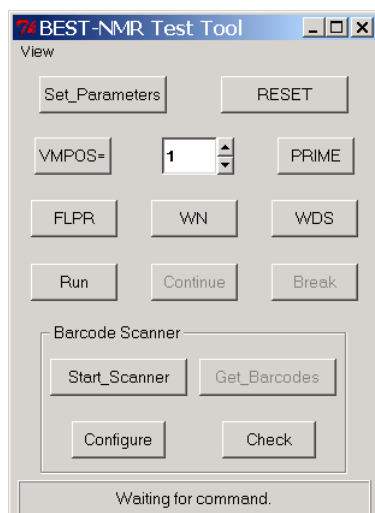 BEST-NMR Test Tool
View
Set_Parameters RESET
VMPOS= 1 PRIME
FLPR WN WDS
Run Continue Break
Barcode Scanner
Start_Scanner Get_Barcodes
Configure Check
Waiting for command.